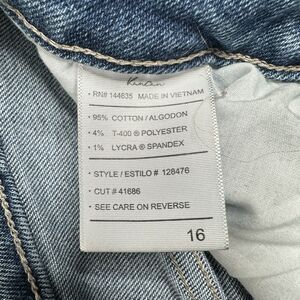 KanCan
• RN# 144635 MADE IN VIETNAM
• 95% COTTON / ALGODON
• 4% T-400 ® POLYESTER
• 1% LYCRA ® SPANDEX
• STYLE / ESTILO # 128476
• CUT # 41686
• SEE CARE ON REVERSE
16